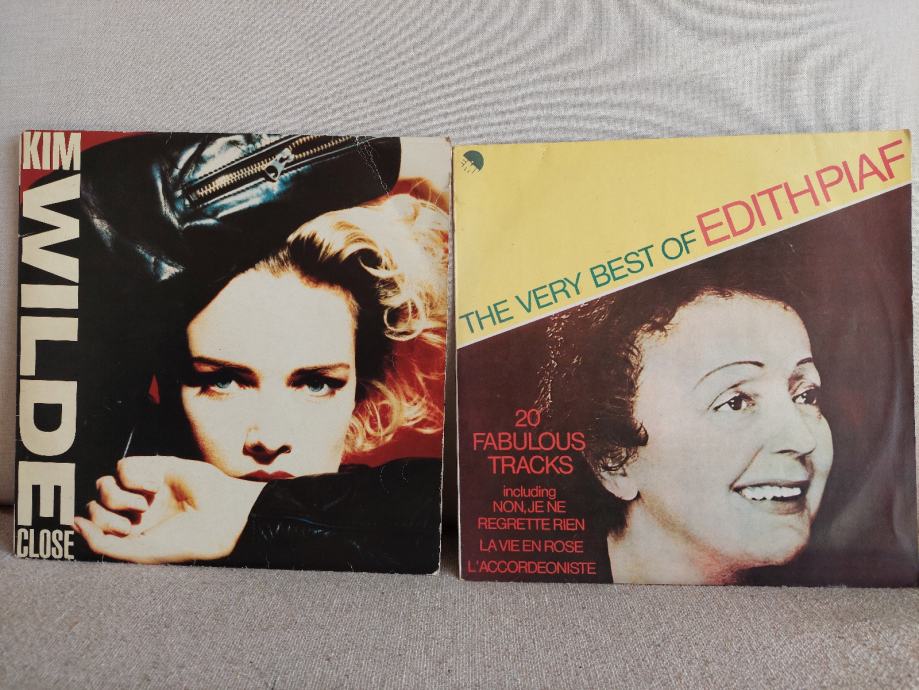 KIM
WILDE
CLOSE
THE VERY BEST OF EDITH PIAF
20
FABULOUS
TRACKS
including
NON, JE NE
REGRETTE RIEN
LA VIE EN ROSE
L'ACCORDEONISTE